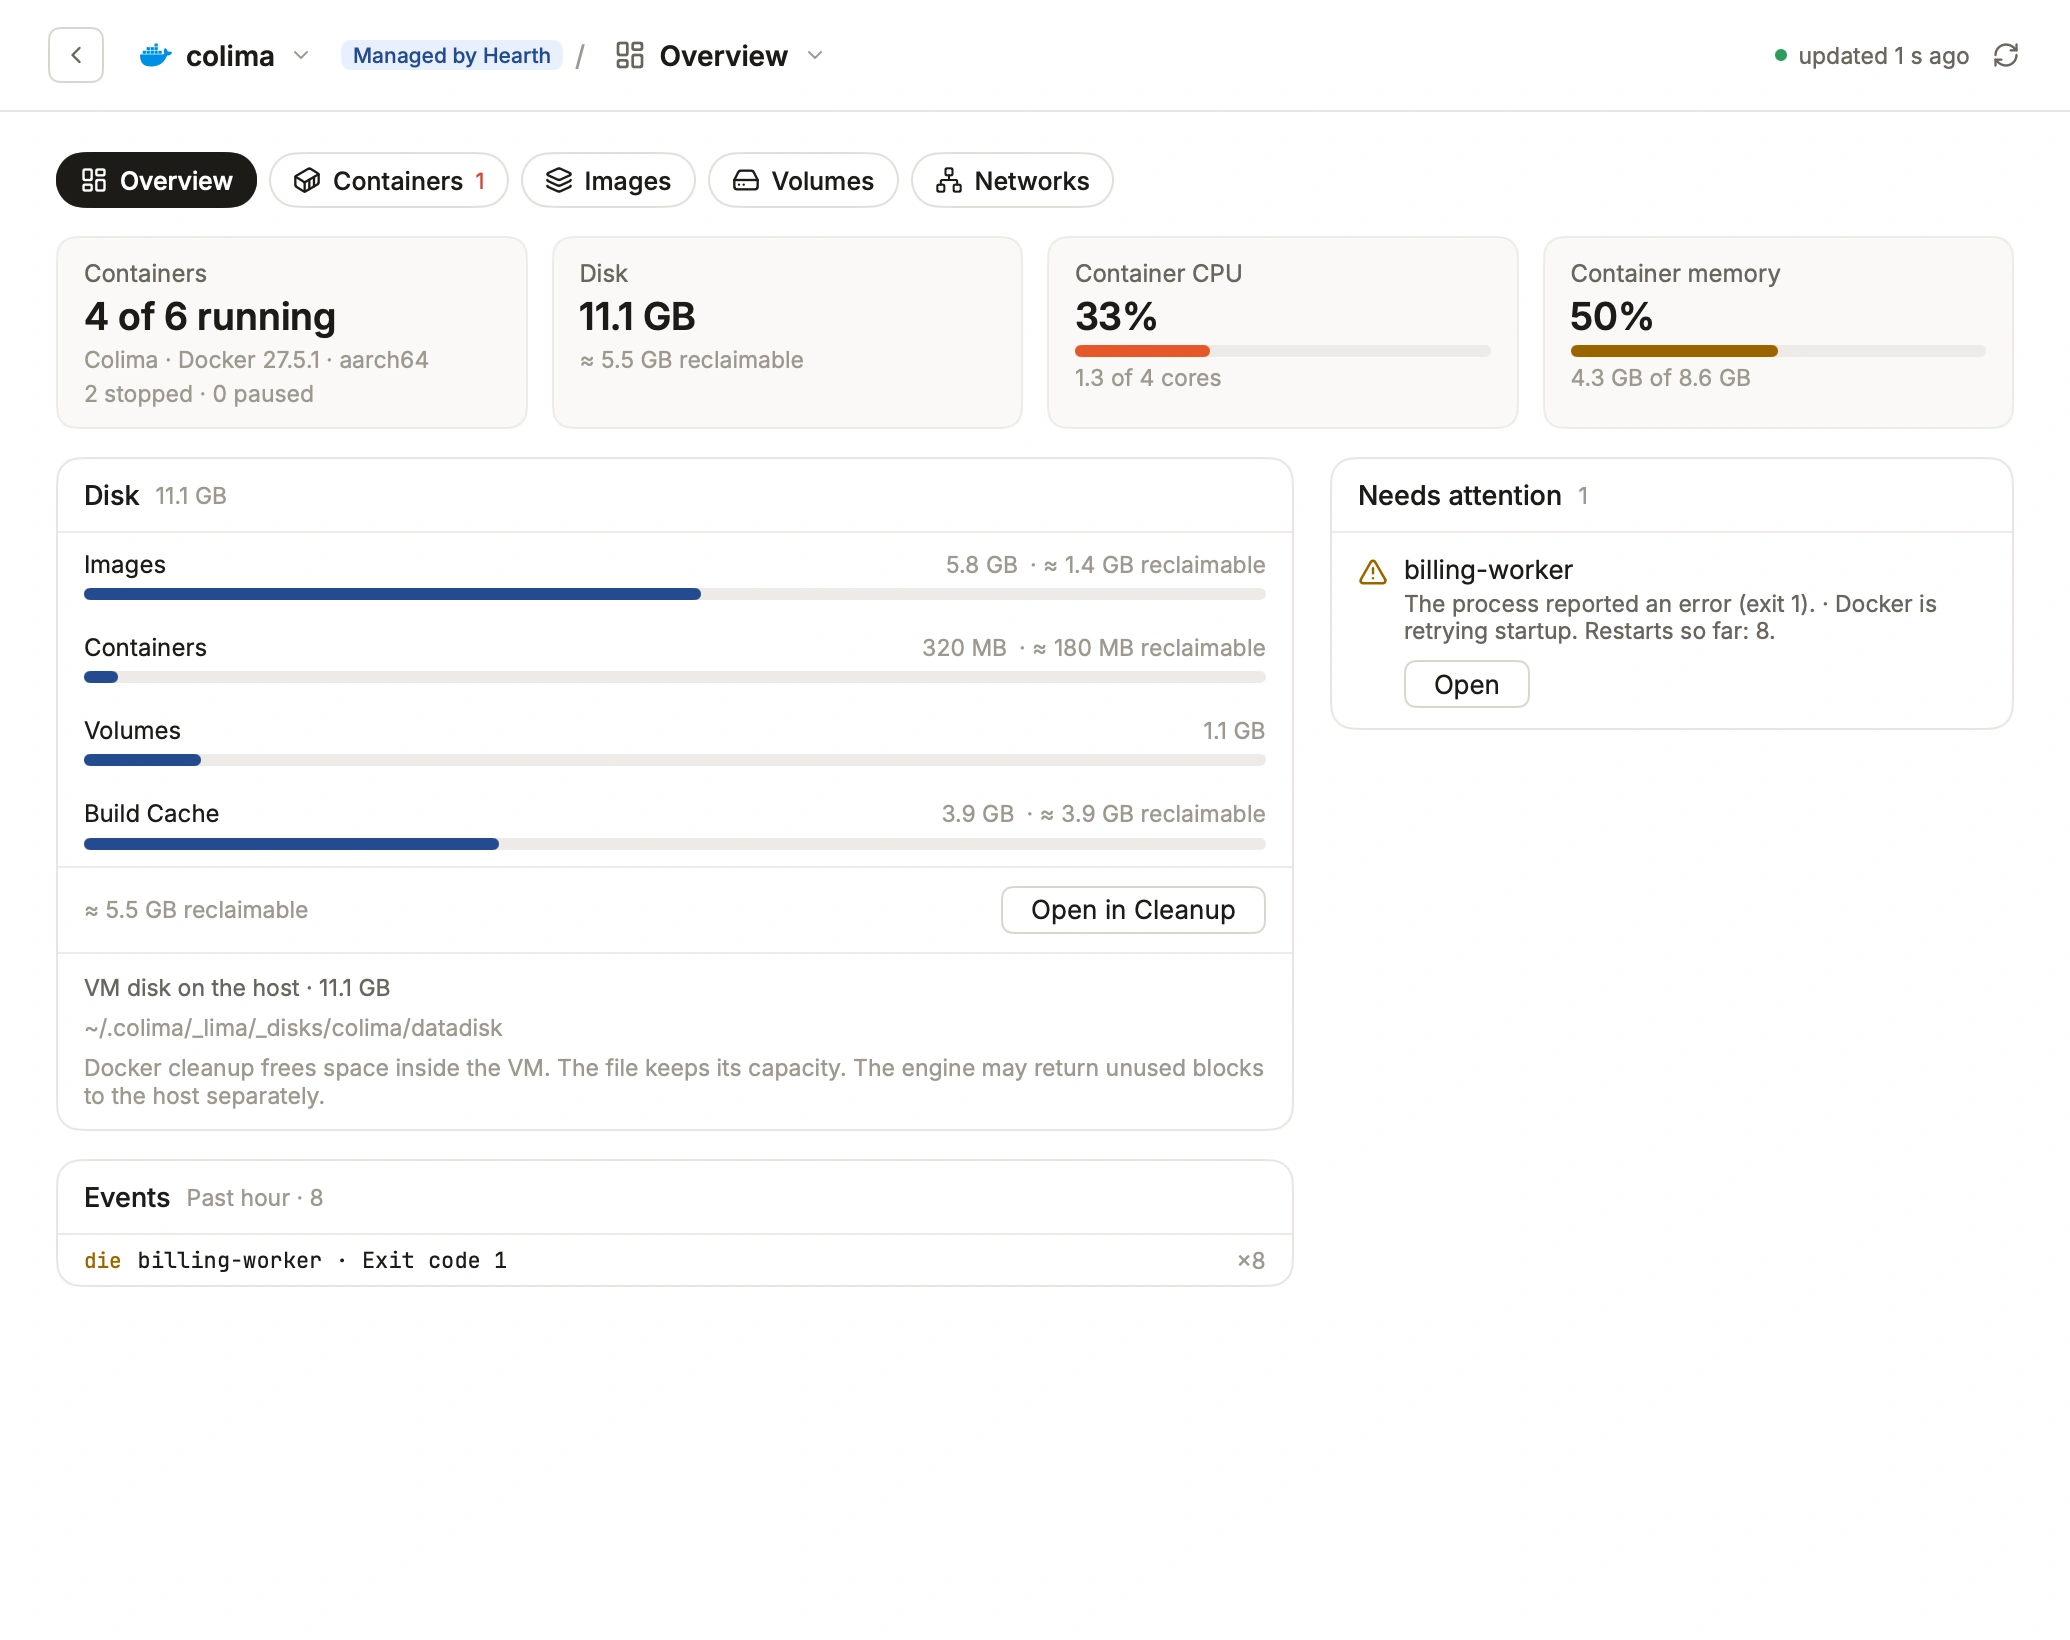 colima
Managed by Hearth
/
Overview
updated 1 s ago
Overview
Containers 1
Images
Volumes
Networks
Containers
4 of 6 running
Colima · Docker 27.5.1 · aarch64
2 stopped · 0 paused
Disk
11.1 GB
≈ 5.5 GB reclaimable
Container CPU
33%
1.3 of 4 cores
Container memory
50%
4.3 GB of 8.6 GB
Disk 11.1 GB
Images 5.8 GB · ≈ 1.4 GB reclaimable
Containers 320 MB · ≈ 180 MB reclaimable
Volumes 1.1 GB
Build Cache 3.9 GB · ≈ 3.9 GB reclaimable
≈ 5.5 GB reclaimable
Open in Cleanup
VM disk on the host · 11.1 GB
~/.colima/_lima/_disks/colima/datadisk
Docker cleanup frees space inside the VM. The file keeps its capacity. The engine may return unused blocks
to the host separately.
Needs attention 1
billing-worker
The process reported an error (exit 1). · Docker is
retrying startup. Restarts so far: 8.
Open
Events Past hour · 8
die billing-worker · Exit code 1 ×8